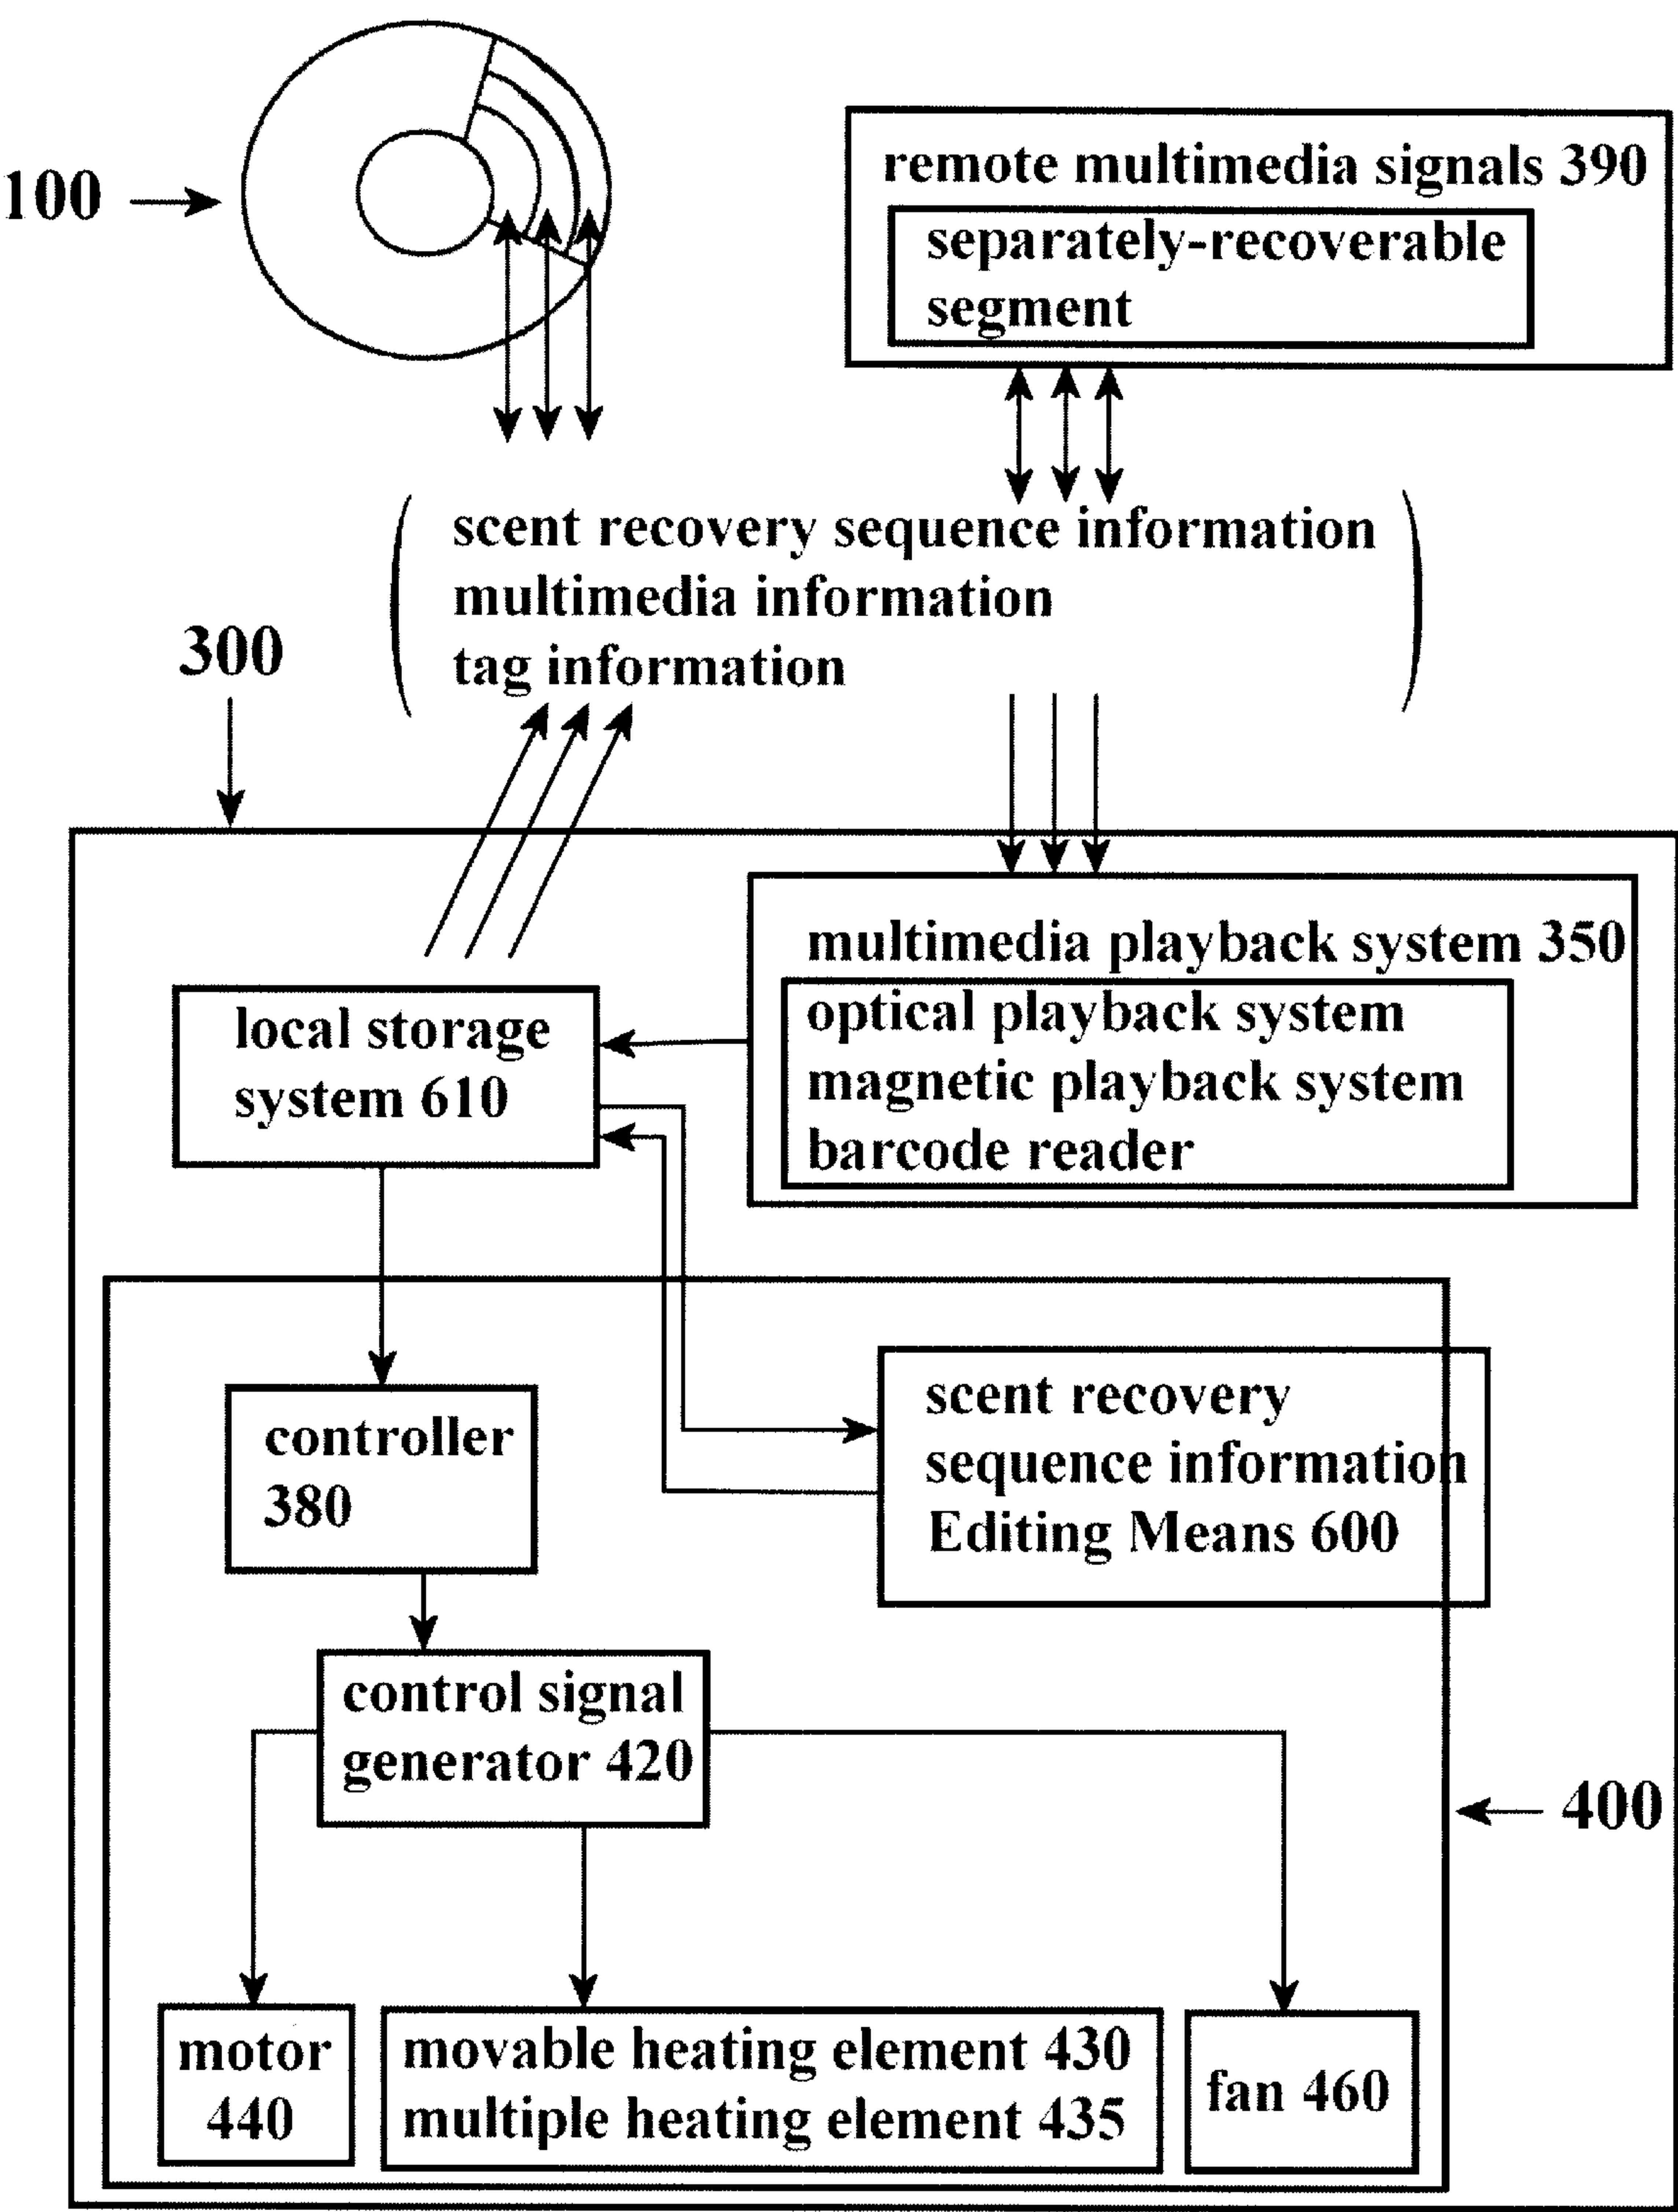 100
remote multimedia signals 390
separately-recoverable
segment
scent recovery sequence information
multimedia information
tag information
300
multimedia playback system 350
optical playback system
magnetic playback system
barcode reader
local storage
system 610
controller
380
scent recovery
sequence information
Editing Means 600
control signal
generator 420
400
motor
440
movable heating element 430
multiple heating element 435
fan 460